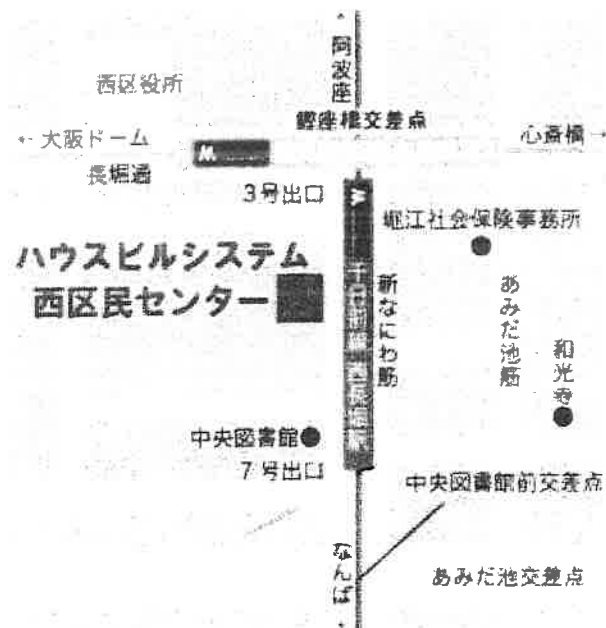 阿波座
西区役所
鰹座橋交差点
← 大阪ドーム
心斎橋 →
長堀通
3号出口
堀江社会保険事務所
ハウスビルシステム
西区民センター
千日前線 西長堀駅
新なにわ筋
あみだ池筋
和光寺
中央図書館
7号出口
中央図書館前交差点
なんば
あみだ池交差点